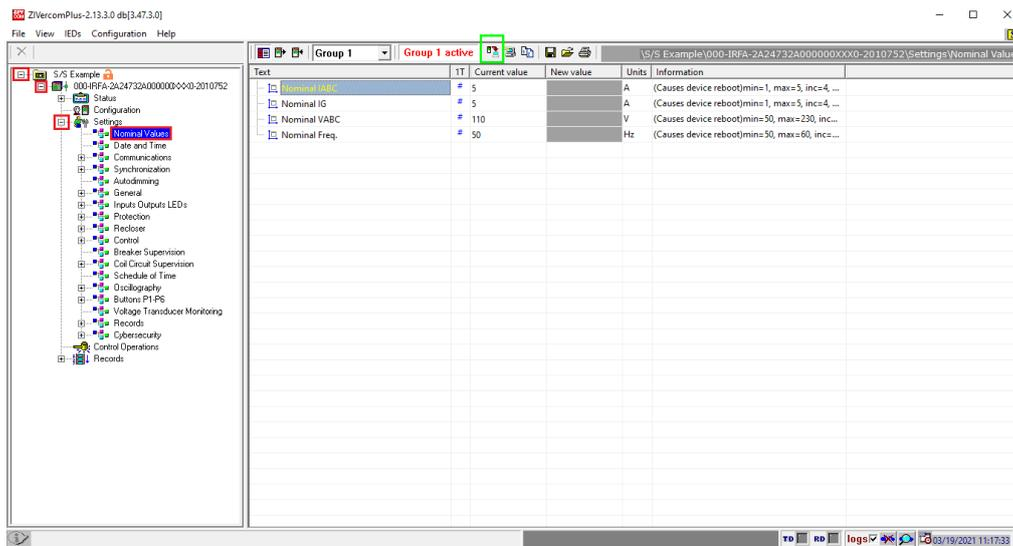 ZIVercomPlus-2.13.3.0 db[3.47.3.0]
File View IEDs Configuration Help
Group 1 Group 1 active \S/S Example\000-IRFA-2A24732A000000XXX0-2010752\Settings\Nominal Value
Text 1T Current value New value Units Information
Nominal IABC # 5 A (Causes device reboot)min=1, max=5, inc=4, ...
Nominal IG # 5 A (Causes device reboot)min=1, max=5, inc=4, ...
Nominal VABC # 110 V (Causes device reboot)min=50, max=230, inc...
Nominal Freq. # 50 Hz (Causes device reboot)min=50, max=60, inc=...
S/S Example
000-IRFA-2A24732A000000XXX0-2010752
Status
Configuration
Settings
Nominal Values
Date and Time
Communications
Synchronization
Autodimming
General
Inputs Outputs LEDs
Protection
Recloser
Control
Breaker Supervision
Coil Circuit Supervision
Schedule of Time
Oscillography
Buttons P1-P6
Voltage Transducer Monitoring
Records
Cybersecurity
Control Operations
Records
TD RD logs 03/19/2021 11:17:33